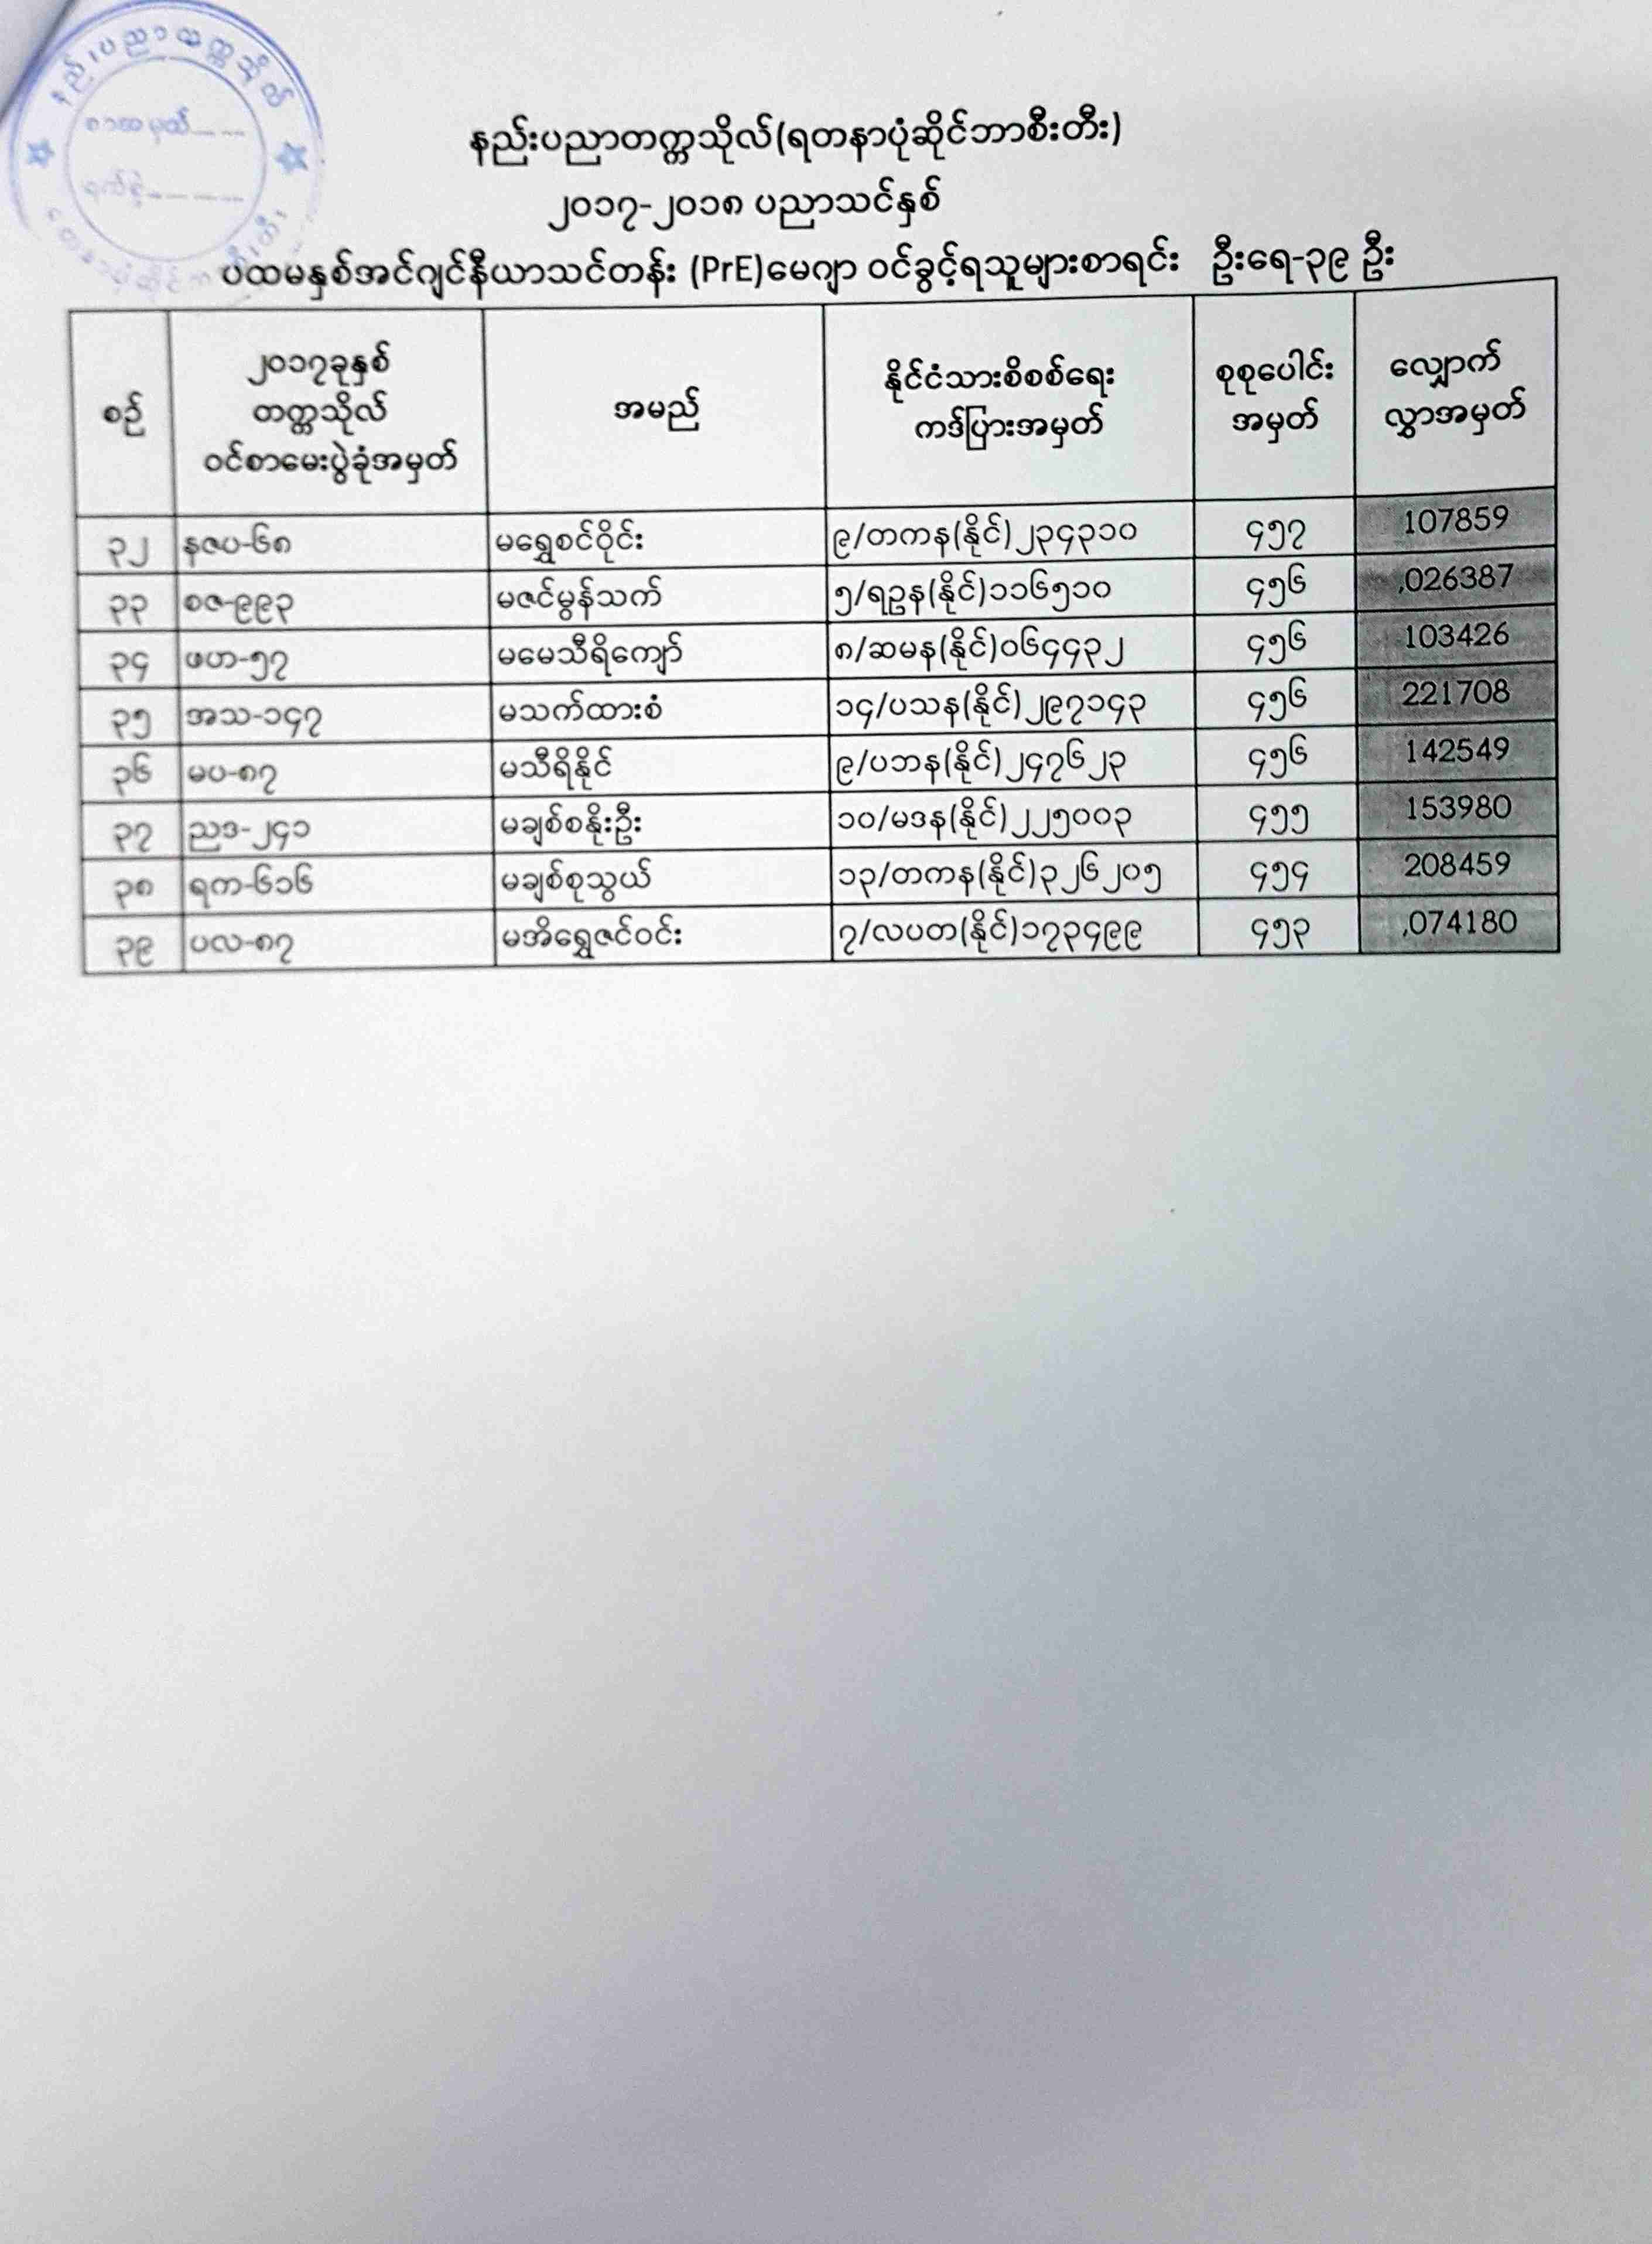 နည်းပညာတက္ကသိုလ်
စာအမှတ်
ရက်စွဲ
နည်းပညာတက္ကသိုလ်(ရတနာပုံဆိုင်ဘာစီးတီး)
၂၀၁၇-၂၀၁၈ ပညာသင်နှစ်
ပထမနှစ်အင်ဂျင်နီယာသင်တန်း (PrE)မေဂျာ ဝင်ခွင့်ရသူများစာရင်း ဦးရေ-၃၉ ဦး
စဉ် ၂၀၁၇ခုနှစ် တက္ကသိုလ် ဝင်စာမေးပွဲခုံအမှတ် အမည် နိုင်ငံသားစိစစ်ရေး ကဒ်ပြားအမှတ် စုစုပေါင်း အမှတ် လျှောက် လွှာအမှတ်
၃၂ နဇပ-၆၈ မရွှေစင်ဝိုင်း ၉/တကန(နိုင်)၂၃၄၃၁၀ ၄၅၇ 107859
၃၃ စဇ-၉၉၃ မဇင်မွန်သက် ၅/ရဥန(နိုင်)၁၁၆၅၁၀ ၄၅၆ ,026387
၃၄ ဖဟ-၅၇ မမေသီရိကျော် ၈/ဆမန(နိုင်)၀၆၄၄၃၂ ၄၅၆ 103426
၃၅ အသ-၁၄၇ မသက်ထားစံ ၁၄/ပသန(နိုင်)၂၉၇၁၄၃ ၄၅၆ 221708
၃၆ မပ-၈၇ မသီရိနိုင် ၉/ပဘန(နိုင်)၂၄၇၆၂၃ ၄၅၆ 142549
၃၇ ညဒ-၂၄၁ မချစ်စနိုးဦး ၁၀/မဒန(နိုင်)၂၂၅၀၀၃ ၄၅၅ 153980
၃၈ ရက-၆၁၆ မချစ်စုသွယ် ၁၃/တကန(နိုင်)၃၂၆၂၀၅ ၄၅၄ 208459
၃၉ ပလ-၈၇ မအိရွှေဇင်ဝင်း ၇/လပတ(နိုင်)၁၇၃၄၉၉ ၄၅၃ ,074180